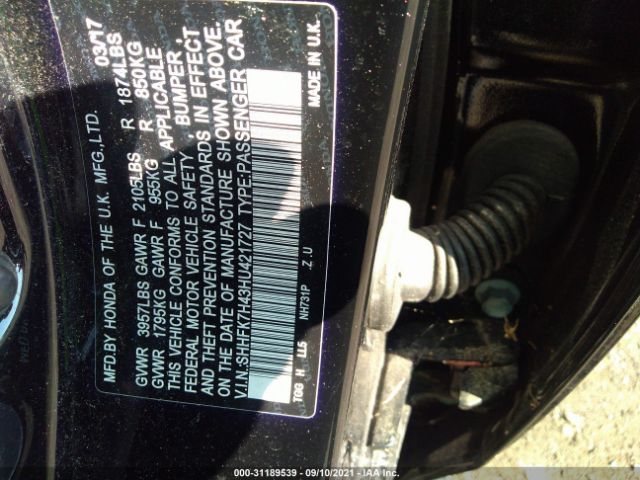 MFD.BY HONDA OF THE U.K. MFG.,LTD. 03/17
GVWR 3957LBS GAWR F 2105LBS R 1874LBS
GVWR 1795KG GAWR F 955KG R 850KG
THIS VEHICLE CONFORMS TO ALL APPLICABLE
FEDERAL MOTOR VEHICLE SAFETY , BUMPER ,
AND THEFT PREVENTION STANDARDS IN EFFECT
ON THE DATE OF MANUFACTURE SHOWN ABOVE.
V.I.N.:SHHFK7H43HU421727 TYPE:PASSENGER CAR
NH731P .Z .U MADE IN U.K.
TGG H LL5
000-31189539 - 09/10/2021 - IAA Inc.